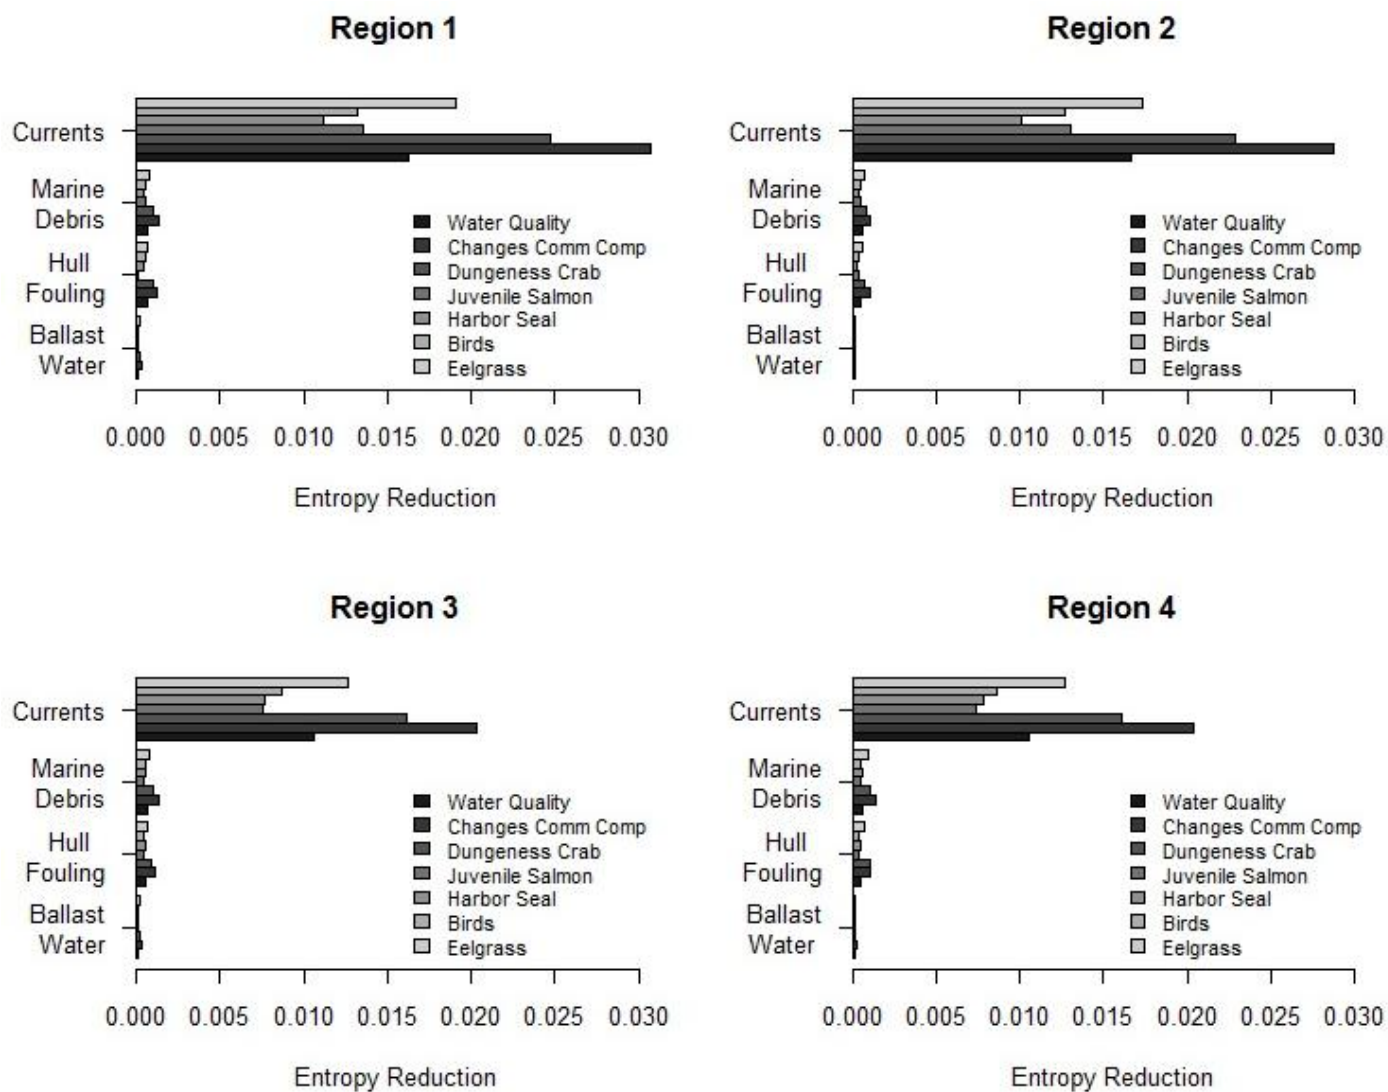 Region 1
Currents
Marine
Debris
Hull
Fouling
Ballast
Water
Water Quality
Changes Comm Comp
Dungeness Crab
Juvenile Salmon
Harbor Seal
Birds
Eelgrass
0.000 0.005 0.010 0.015 0.020 0.025 0.030
Entropy Reduction
Region 2
Currents
Marine
Debris
Hull
Fouling
Ballast
Water
Water Quality
Changes Comm Comp
Dungeness Crab
Juvenile Salmon
Harbor Seal
Birds
Eelgrass
0.000 0.005 0.010 0.015 0.020 0.025 0.030
Entropy Reduction
Region 3
Currents
Marine
Debris
Hull
Fouling
Ballast
Water
Water Quality
Changes Comm Comp
Dungeness Crab
Juvenile Salmon
Harbor Seal
Birds
Eelgrass
0.000 0.005 0.010 0.015 0.020 0.025 0.030
Entropy Reduction
Region 4
Currents
Marine
Debris
Hull
Fouling
Ballast
Water
Water Quality
Changes Comm Comp
Dungeness Crab
Juvenile Salmon
Harbor Seal
Birds
Eelgrass
0.000 0.005 0.010 0.015 0.020 0.025 0.030
Entropy Reduction